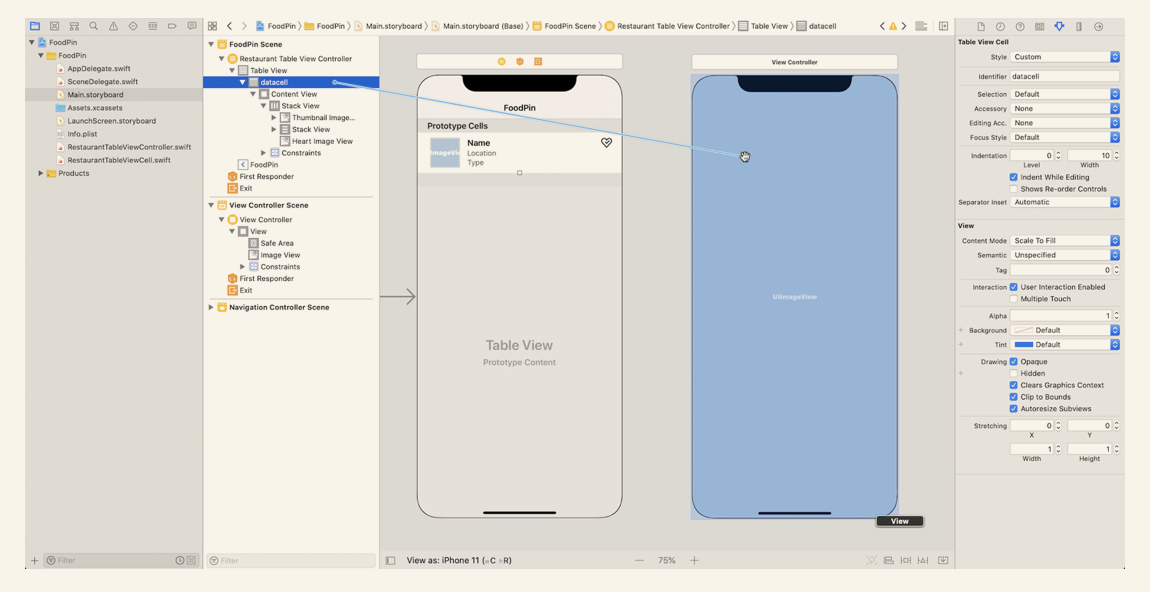 FoodPin
FoodPin
AppDelegate.swift
SceneDelegate.swift
Main.storyboard
Assets.xcassets
LaunchScreen.storyboard
Info.plist
RestaurantTableViewController.swift
RestaurantTableViewCell.swift
Products
Filter
FoodPin
FoodPin
Main.storyboard
Main.storyboard (Base)
FoodPin Scene
Restaurant Table View Controller
Table View
datacell
FoodPin Scene
Restaurant Table View Controller
Table View
datacell
Content View
Stack View
Thumbnail Image...
Stack View
Heart Image View
Constraints
FoodPin
First Responder
Exit
View Controller Scene
View Controller
View
Safe Area
Image View
Constraints
First Responder
Exit
Navigation Controller Scene
Filter
FoodPin
Prototype Cells
ImageVie
Name
Location
Type
Table View
Prototype Content
View Controller
UIImageView
View
View as: iPhone 11 (wC hR)
75%
Table View Cell
Style Custom
Identifier datacell
Selection Default
Accessory None
Editing Acc. None
Focus Style Default
Indentation 0 10
Level Width
Indent While Editing
Shows Re-order Controls
Separator Inset Automatic
View
Content Mode Scale To Fill
Semantic Unspecified
Tag 0
Interaction User Interaction Enabled
Multiple Touch
Alpha 1
Background Default
Tint Default
Drawing Opaque
Hidden
Clears Graphics Context
Clip to Bounds
Autoresize Subviews
Stretching 0 0
X Y
1 1
Width Height